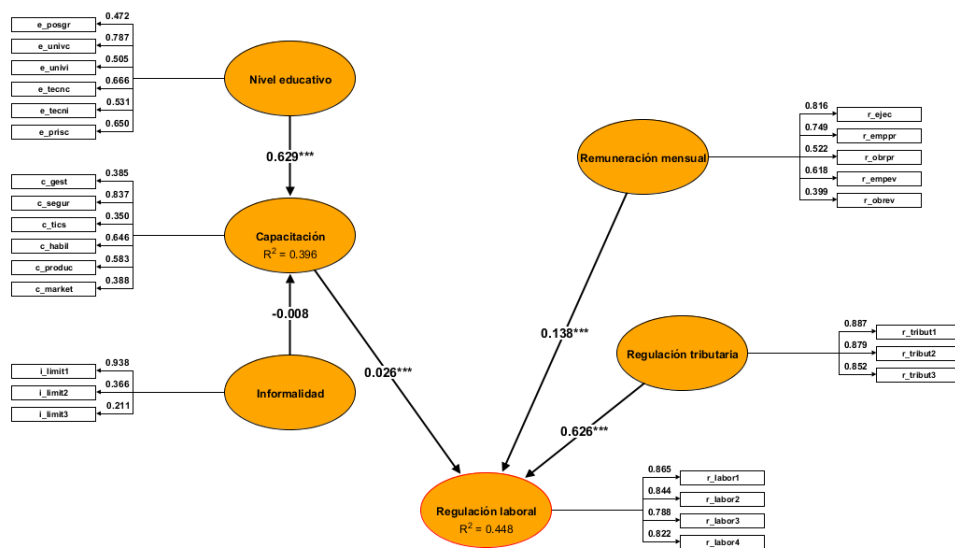 0.472
e_posgr
0.787
e_univc
0.505
e_univi
0.666
e_tecnc
0.531
e_tecni
0.650
e_prisc
Nivel educativo
0.629***
0.385
c_gest
0.837
c_segur
0.350
c_tics
0.646
c_habil
0.583
c_produc
0.388
c_market
Capacitación
R² = 0.396
-0.008
0.938
i_limit1
0.366
i_limit2
0.211
i_limit3
Informalidad
0.026***
Remuneración mensual
0.816
r_ejec
0.749
r_emppr
0.522
r_obrpr
0.618
r_empev
0.399
r_obrev
0.138***
Regulación tributaria
0.887
r_tribut1
0.879
r_tribut2
0.852
r_tribut3
0.626***
Regulación laboral
R² = 0.448
0.865
r_labor1
0.844
r_labor2
0.788
r_labor3
0.822
r_labor4